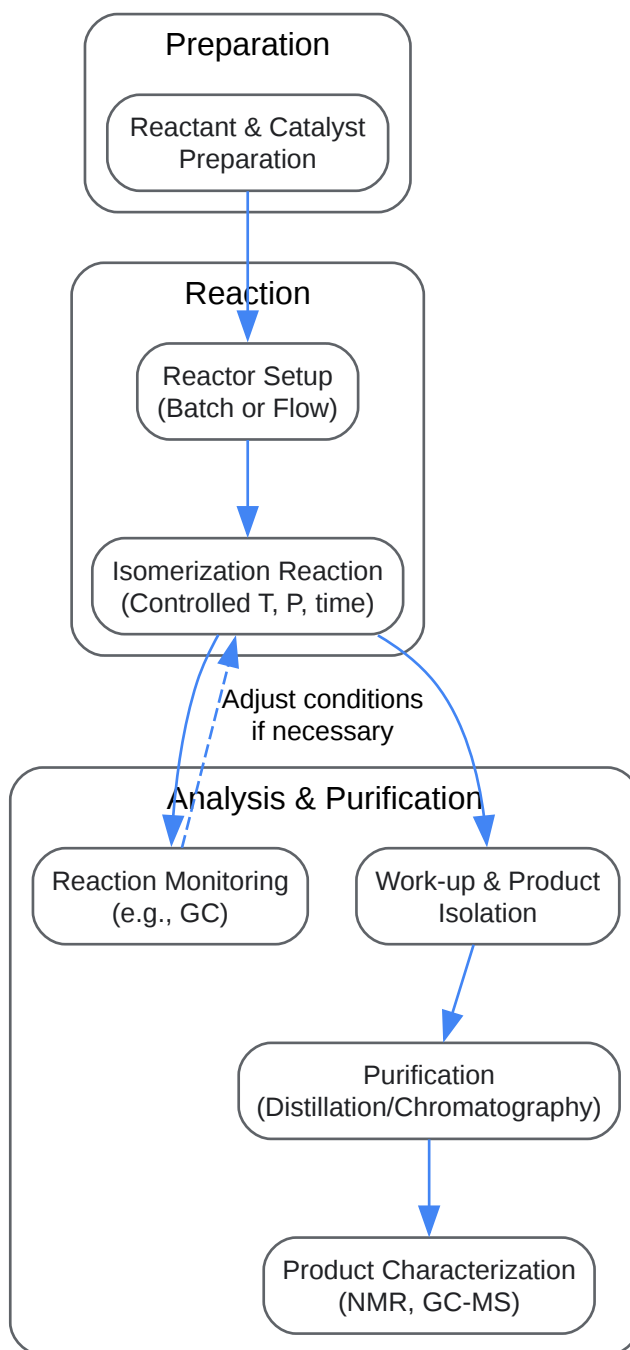 Preparation
Reactant & Catalyst
Preparation
Reaction
Reactor Setup
(Batch or Flow)
Isomerization Reaction
(Controlled T, P, time)
Adjust conditions
if necessary
Analysis & Purification
Reaction Monitoring
(e.g., GC)
Work-up & Product
Isolation
Purification
(Distillation/Chromatography)
Product Characterization
(NMR, GC-MS)